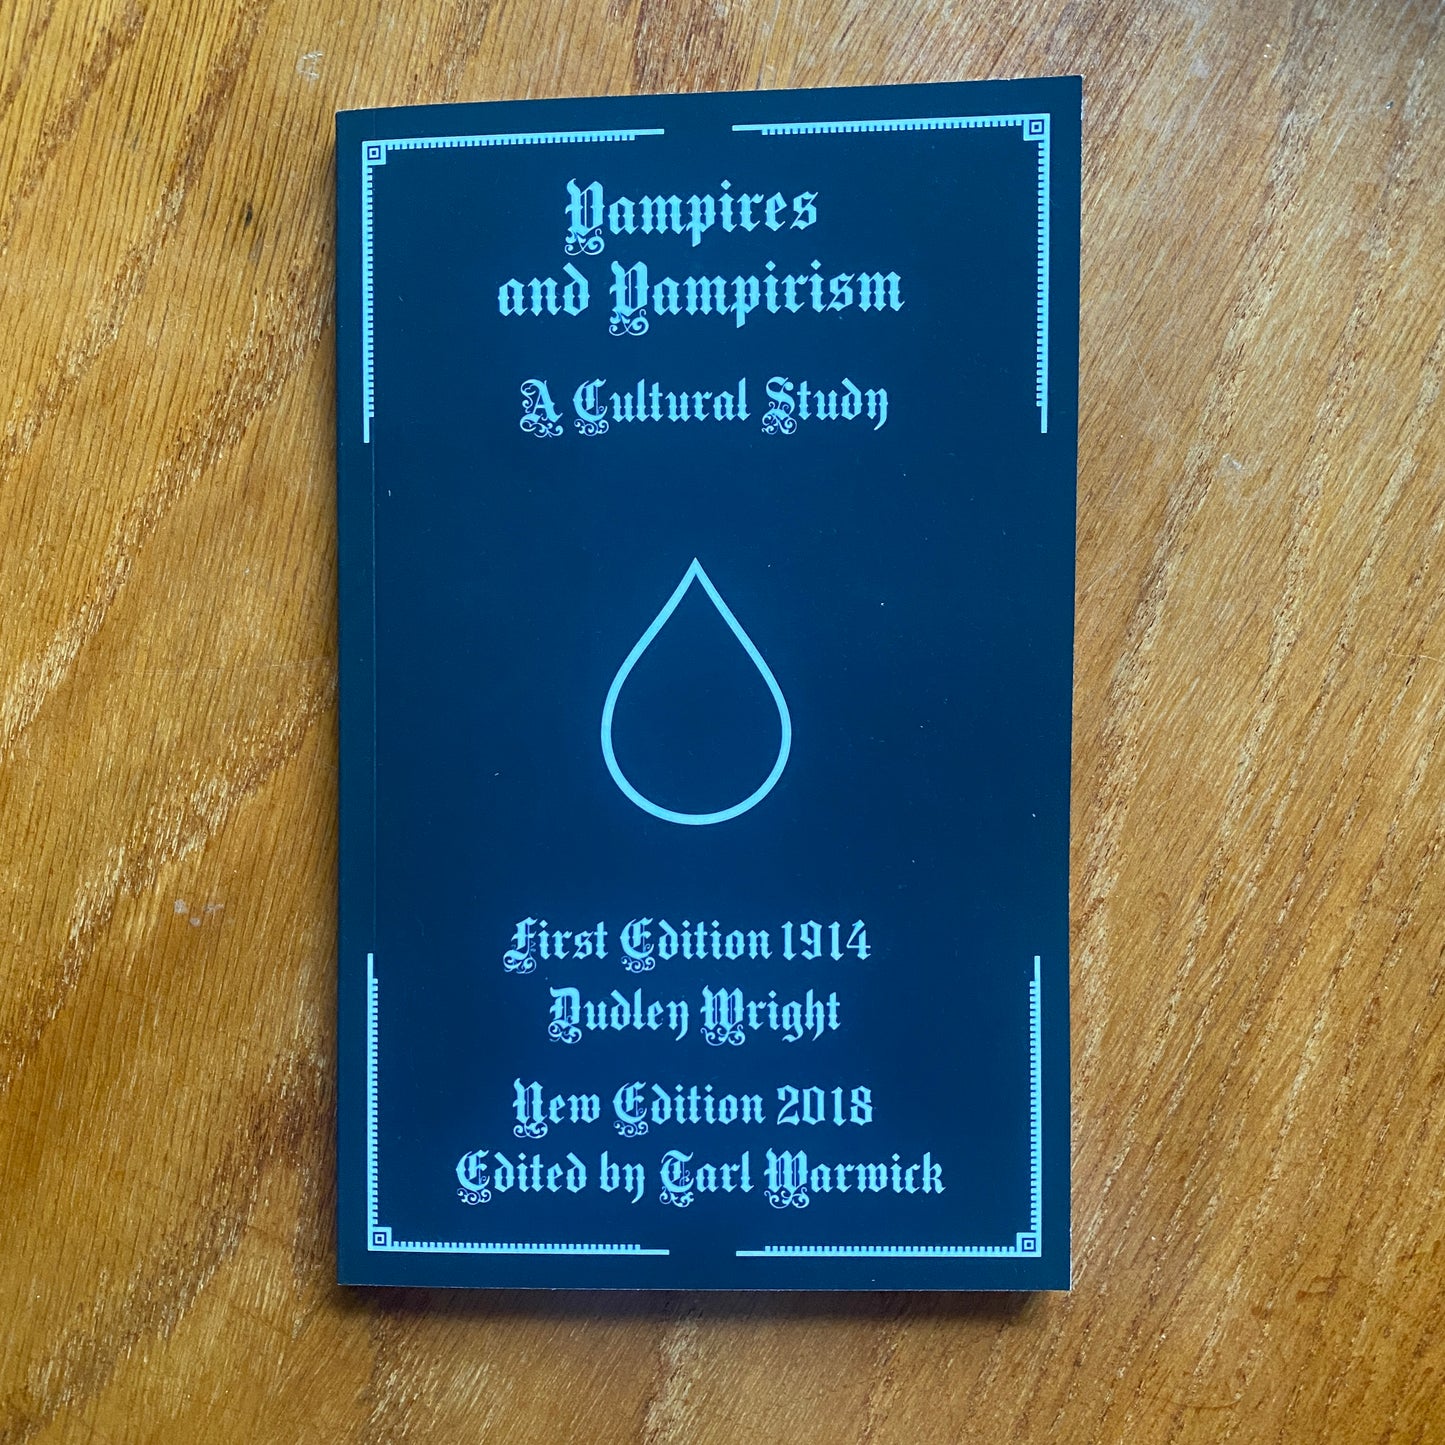 Vampires
and Vampirism
A Cultural Study
First Edition 1914
Dudley Wright
New Edition 2018
Edited by Tarl Warwick